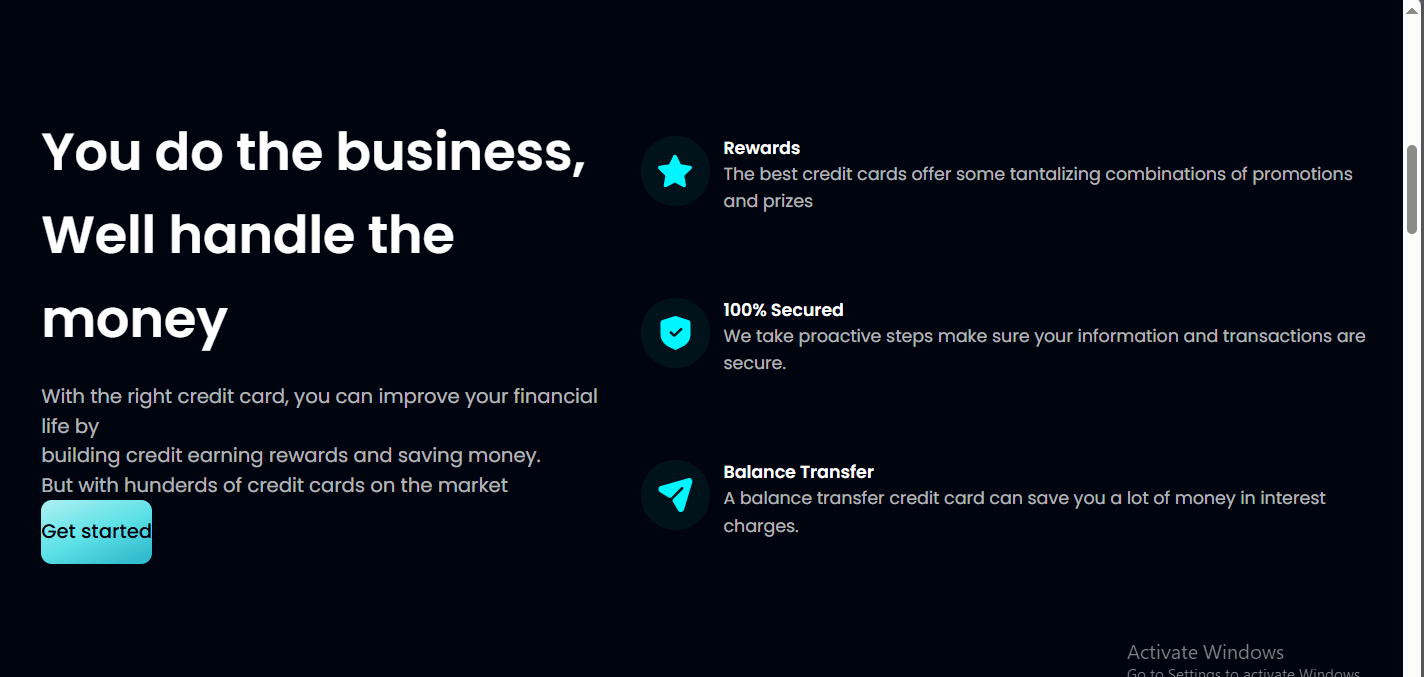 You do the business,
Well handle the
money
With the right credit card, you can improve your financial
life by
building credit earning rewards and saving money.
But with hunderds of credit cards on the market
Get started
Rewards
The best credit cards offer some tantalizing combinations of promotions
and prizes
100% Secured
We take proactive steps make sure your information and transactions are
secure.
Balance Transfer
A balance transfer credit card can save you a lot of money in interest
charges.
Activate Windows
Go to Settings to activate Windows.